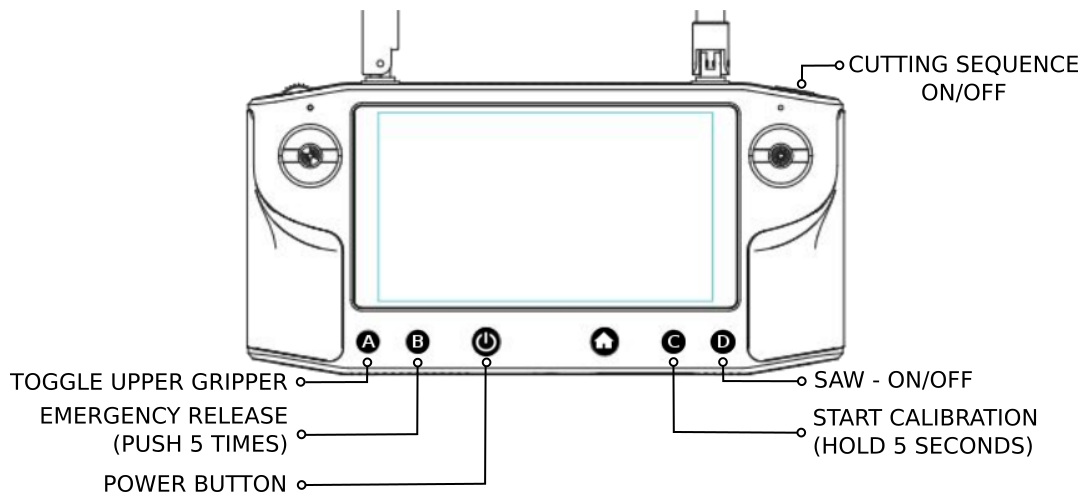 CUTTING SEQUENCE
ON/OFF
A
B
C
D
TOGGLE UPPER GRIPPER
SAW - ON/OFF
EMERGENCY RELEASE
(PUSH 5 TIMES)
START CALIBRATION
(HOLD 5 SECONDS)
POWER BUTTON